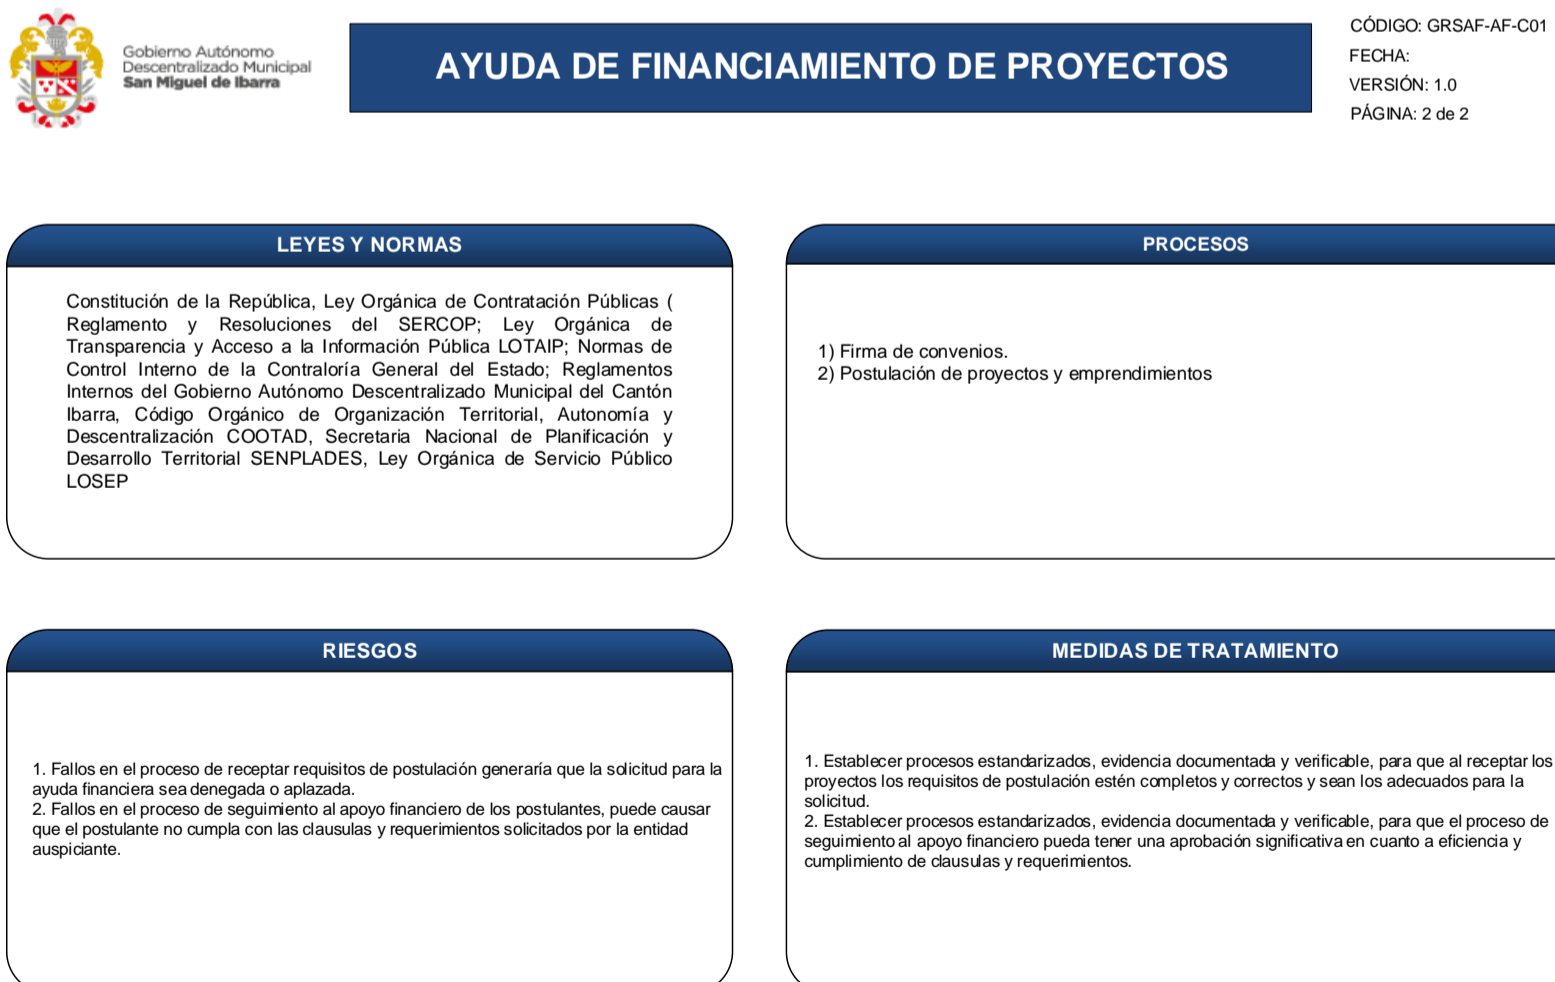 Gobierno Autónomo
Descentralizado Municipal
San Miguel de Ibarra
AYUDA DE FINANCIAMIENTO DE PROYECTOS
CÓDIGO: GRSAF-AF-C01
FECHA:
VERSIÓN: 1.0
PÁGINA: 2 de 2
LEYES Y NORMAS
Constitución de la República, Ley Orgánica de Contratación Públicas (
Reglamento y Resoluciones del SERCOP; Ley Orgánica de
Transparencia y Acceso a la Información Pública LOTAIP; Normas de
Control Interno de la Contraloría General del Estado; Reglamentos
Internos del Gobierno Autónomo Descentralizado Municipal del Cantón
Ibarra, Código Orgánico de Organización Territorial, Autonomía y
Descentralización COOTAD, Secretaria Nacional de Planificación y
Desarrollo Territorial SENPLADES, Ley Orgánica de Servicio Público
LOSEP
PROCESOS
1) Firma de convenios.
2) Postulación de proyectos y emprendimientos
RIESGOS
1. Fallos en el proceso de receptar requisitos de postulación generaría que la solicitud para la
ayuda financiera sea denegada o aplazada.
2. Fallos en el proceso de seguimiento al apoyo financiero de los postulantes, puede causar
que el postulante no cumpla con las clausulas y requerimientos solicitados por la entidad
auspiciante.
MEDIDAS DE TRATAMIENTO
1. Establecer procesos estandarizados, evidencia documentada y verificable, para que al receptar los
proyectos los requisitos de postulación estén completos y correctos y sean los adecuados para la
solicitud.
2. Establecer procesos estandarizados, evidencia documentada y verificable, para que el proceso de
seguimiento al apoyo financiero pueda tener una aprobación significativa en cuanto a eficiencia y
cumplimiento de clausulas y requerimientos.